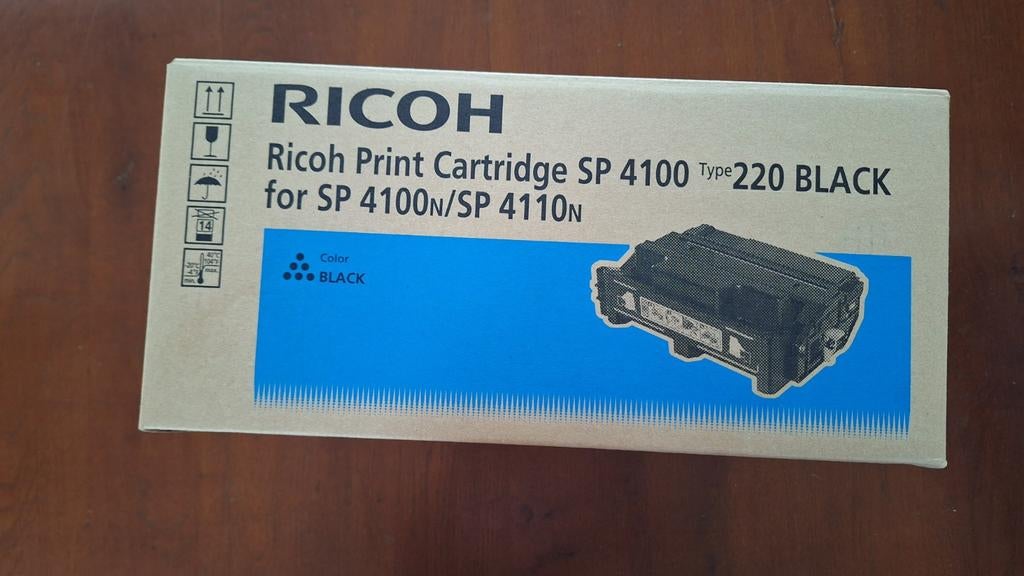 RICOH
Ricoh Print Cartridge SP 4100 Type 220 BLACK
for SP 4100N/SP 4110N
Color
BLACK
14